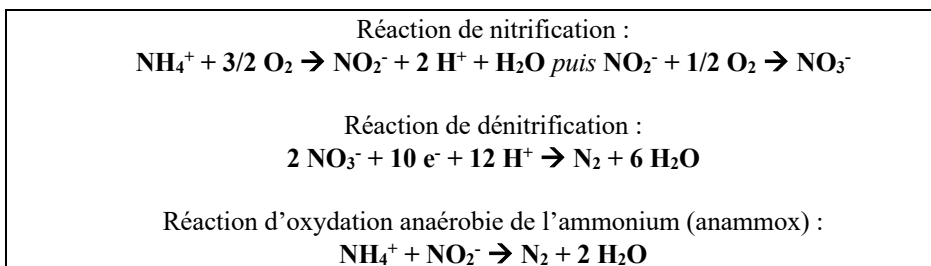 Réaction de nitrification :
NH₄⁺ + 3/2 O₂ → NO₂⁻ + 2 H⁺ + H₂O puis NO₂⁻ + 1/2 O₂ → NO₃⁻
Réaction de dénitrification :
2 NO₃⁻ + 10 e⁻ + 12 H⁺ → N₂ + 6 H₂O
Réaction d’oxydation anaérobie de l’ammonium (anammox) :
NH₄⁺ + NO₂⁻ → N₂ + 2 H₂O